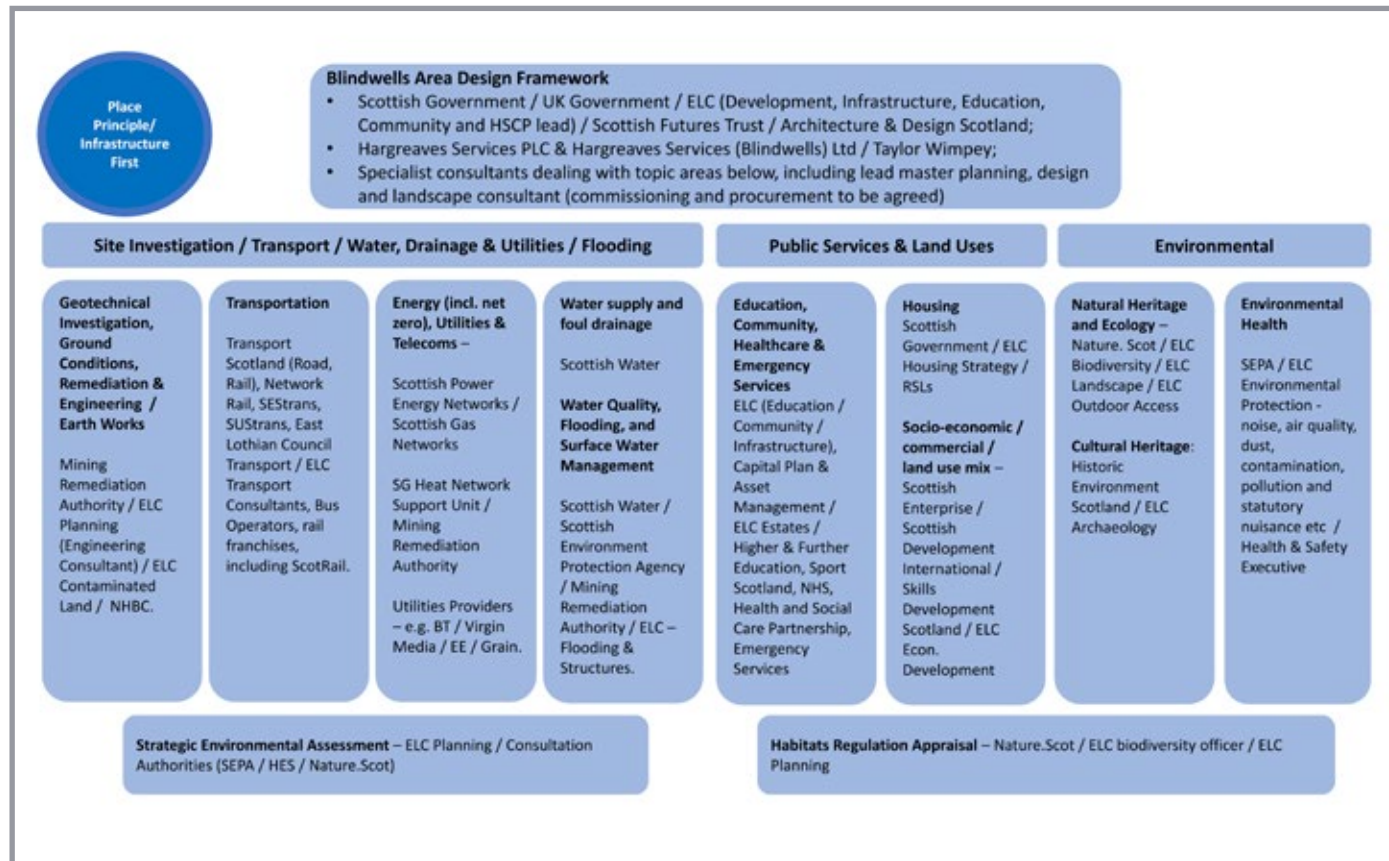 Place
Principle/
Infrastructure
First
Blindwells Area Design Framework
• Scottish Government / UK Government / ELC (Development, Infrastructure, Education,
Community and HSCP lead) / Scottish Futures Trust / Architecture & Design Scotland;
• Hargreaves Services PLC & Hargreaves Services (Blindwells) Ltd / Taylor Wimpey;
• Specialist consultants dealing with topic areas below, including lead master planning, design
and landscape consultant (commissioning and procurement to be agreed)
Site Investigation / Transport / Water, Drainage & Utilities / Flooding
Public Services & Land Uses
Environmental
Geotechnical
Investigation,
Ground
Conditions,
Remediation &
Engineering /
Earth Works
Mining
Remediation
Authority / ELC
Planning
(Engineering
Consultant) / ELC
Contaminated
Land / NHBC.
Transportation
Transport
Scotland (Road,
Rail), Network
Rail, SEStrans,
SUStrans, East
Lothian Council
Transport / ELC
Transport
Consultants, Bus
Operators, rail
franchises,
including ScotRail.
Energy (incl. net
zero), Utilities &
Telecoms –
Scottish Power
Energy Networks /
Scottish Gas
Networks
SG Heat Network
Support Unit /
Mining
Remediation
Authority
Utilities Providers
– e.g. BT / Virgin
Media / EE / Grain.
Water supply and
foul drainage
Scottish Water
Water Quality,
Flooding, and
Surface Water
Management
Scottish Water /
Scottish
Environment
Protection Agency
/ Mining
Remediation
Authority / ELC –
Flooding &
Structures.
Education,
Community,
Healthcare &
Emergency
Services
ELC (Education /
Community /
Infrastructure),
Capital Plan &
Asset
Management /
ELC Estates /
Higher & Further
Education, Sport
Scotland, NHS,
Health and Social
Care Partnership,
Emergency
Services
Housing
Scottish
Government / ELC
Housing Strategy /
RSLs
Socio-economic /
commercial /
land use mix –
Scottish
Enterprise /
Scottish
Development
International /
Skills
Development
Scotland / ELC
Econ.
Development
Natural Heritage
and Ecology –
Nature. Scot / ELC
Biodiversity / ELC
Landscape / ELC
Outdoor Access
Cultural Heritage:
Historic
Environment
Scotland / ELC
Archaeology
Environmental
Health
SEPA / ELC
Environmental
Protection -
noise, air quality,
dust,
contamination,
pollution and
statutory
nuisance etc /
Health & Safety
Executive
Strategic Environmental Assessment – ELC Planning / Consultation
Authorities (SEPA / HES / Nature.Scot)
Habitats Regulation Appraisal – Nature.Scot / ELC biodiversity officer / ELC
Planning